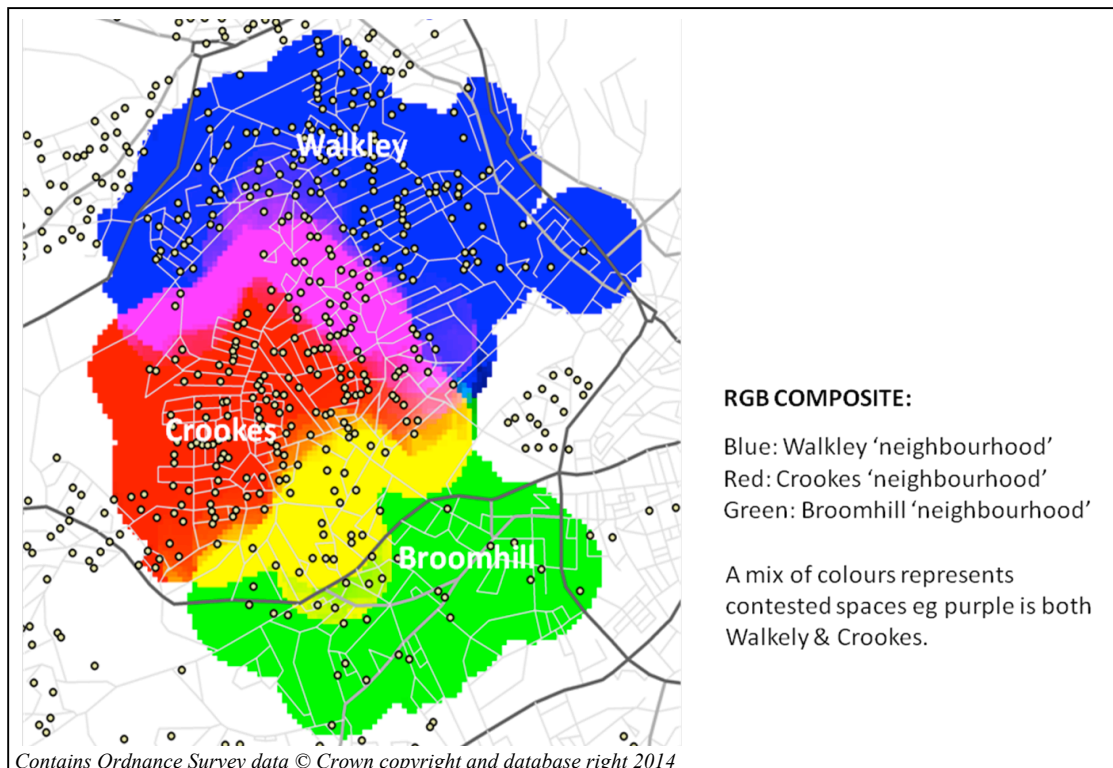 Walkley
Crookes
Broomhill
RGB COMPOSITE:
Blue: Walkley ‘neighbourhood’
Red: Crookes ‘neighbourhood’
Green: Broomhill ‘neighbourhood’
A mix of colours represents
contested spaces eg purple is both
Walkely & Crookes.
Contains Ordnance Survey data © Crown copyright and database right 2014